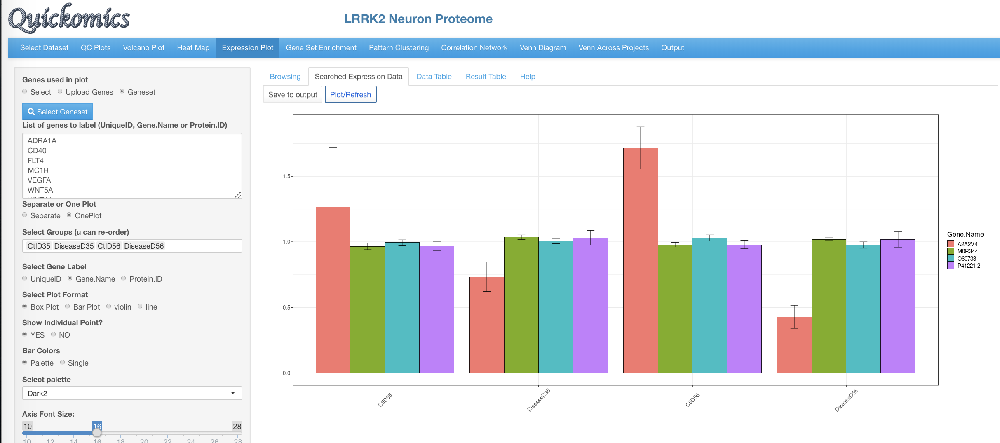 Quickomics
LRRK2 Neuron Proteome
Select Dataset QC Plots Volcano Plot Heat Map Expression Plot Gene Set Enrichment Pattern Clustering Correlation Network Venn Diagram Venn Across Projects Output
Genes used in plot
Select Upload Genes Geneset
Select Geneset
List of genes to label (UniqueID, Gene.Name or Protein.ID)
ADRA1A
CD40
FLT4
MC1R
VEGFA
WNT5A
Separate or One Plot
Separate OnePlot
Select Groups (u can re-order)
CtlD35 DiseaseD35 CtlD56 DiseaseD56
Select Gene Label
UniqueID Gene.Name Protein.ID
Select Plot Format
Box Plot Bar Plot violin line
Show Individual Point?
YES NO
Bar Colors
Palette Single
Select palette
Dark2
Axis Font Size:
10 16 28
10 12 14 16 18 20 22 24 26 28
Browsing Searched Expression Data Data Table Result Table Help
Save to output Plot/Refresh
1.5
1.0
0.5
0.0
CtlD35 DiseaseD35 CtlD56 DiseaseD56
Gene.Name
A2A2V4
M0R344
O60733
P41221-2